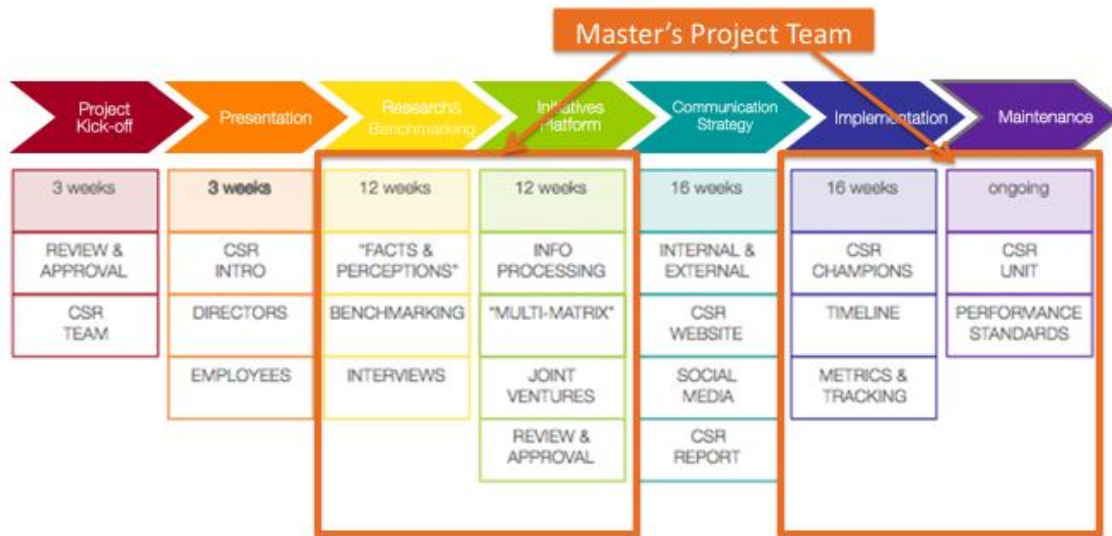 Master's Project Team
Project
Kick-off
Presentation
Research&
Benchmarking
Initiatives
Platform
Communication
Strategy
Implementation
Maintenance
3 weeks
3 weeks
12 weeks
12 weeks
16 weeks
16 weeks
ongoing
REVIEW &
APPROVAL
CSR
INTRO
"FACTS &
PERCEPTIONS"
INFO
PROCESSING
INTERNAL &
EXTERNAL
CSR
CHAMPIONS
CSR
UNIT
CSR
TEAM
DIRECTORS
BENCHMARKING
"MULTI-MATRIX"
CSR
WEBSITE
TIMELINE
PERFORMANCE
STANDARDS
EMPLOYEES
INTERVIEWS
JOINT
VENTURES
SOCIAL
MEDIA
METRICS &
TRACKING
REVIEW &
APPROVAL
CSR
REPORT